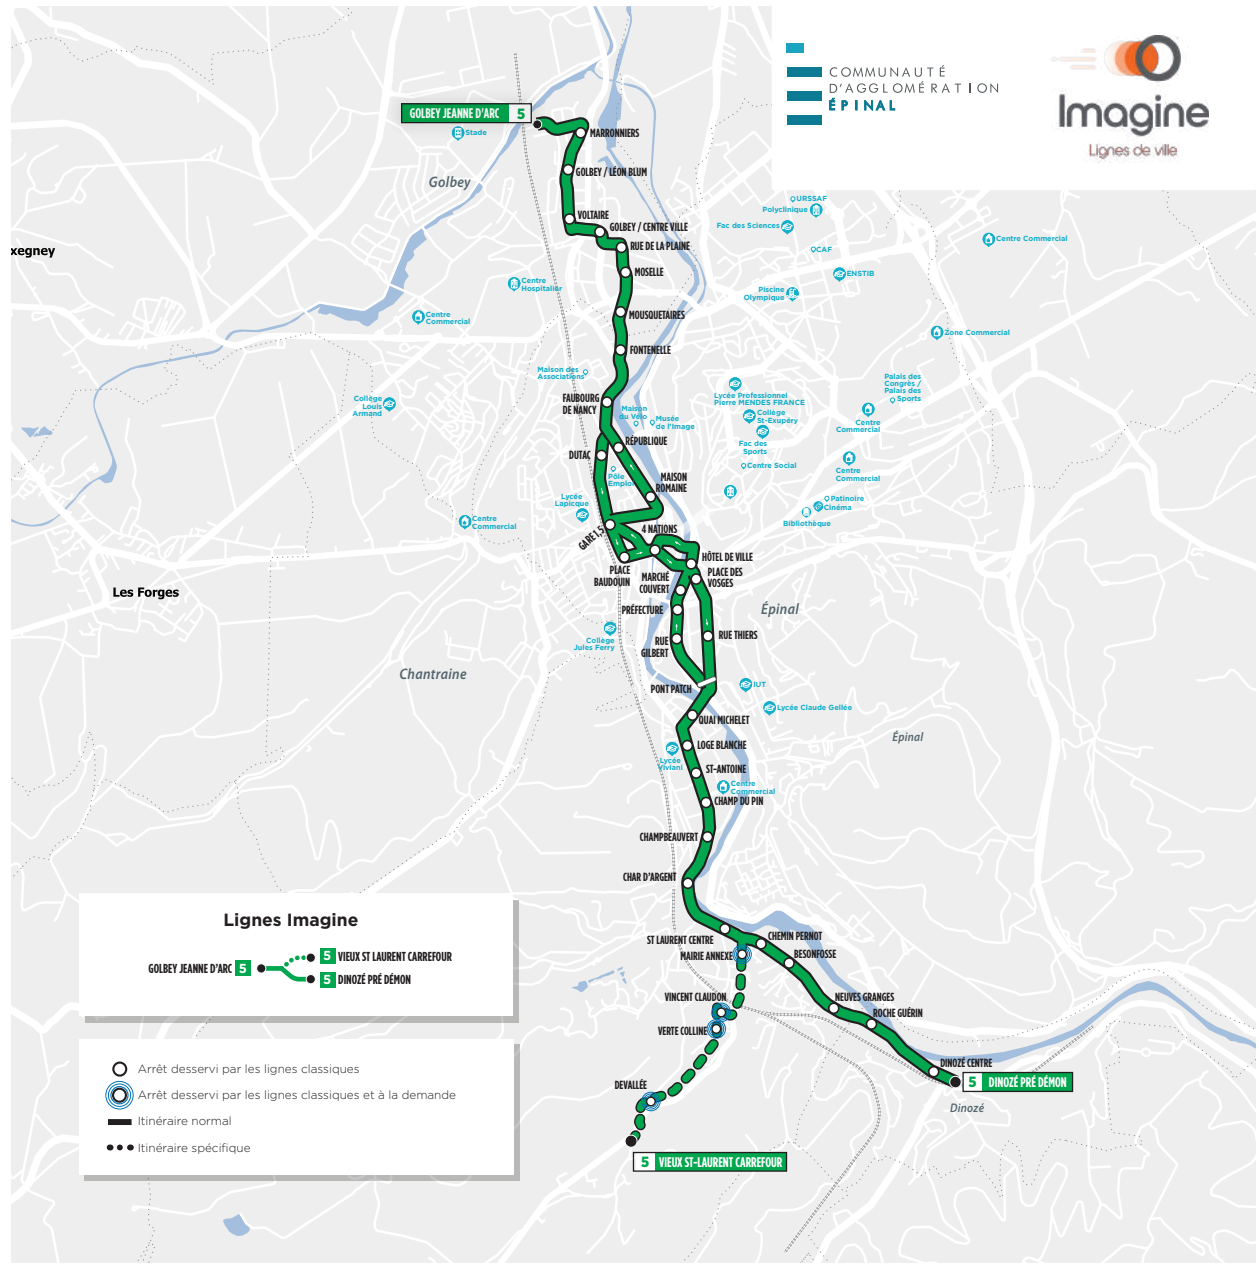 COMMUNAUTÉ
D'AGGLOMÉRATION
ÉPINAL
Imagine
Lignes de ville
GOLBEY JEANNE D'ARC 5
Stade
MARRONNIERS
GOLBEY / LÉON BLUM
Golbey
URSSAF
Polyclinique
VOLTAIRE
Fac des Sciences
GOLBEY / CENTRE VILLE
Centre Commercial
RUE DE LA PLAINE
CAF
xegney
MOSELLE
ENSTIB
Centre
Hospitalier
Piscine
Olympique
MOUSQUETAIRES
Centre
Commercial
Zone Commercial
FONTENELLE
Maison des
Associations
Palais des
Congrès /
Palais des
Sports
Lycée Professionnel
Pierre MENDES FRANCE
Collège
Louis
Armand
FAUBOURG
DE NANCY
Maison
du Vélo
Musée
de l'Image
Collège
St-Exupéry
Centre
Commercial
RÉPUBLIQUE
Fac des
Sports
DUTAC
Centre Social
Pôle
Emploi
MAISON
ROMAINE
Centre
Commercial
Lycée
Lapicque
Patinoire
Cinéma
Bibliothèque
Centre
Commercial
GARE 1,5
4 NATIONS
HÔTEL DE VILLE
PLACE
BAUDOUIN
MARCHÉ
COUVERT
PLACE DES
VOSGES
Les Forges
PRÉFECTURE
Épinal
Collège
Jules Ferry
RUE
GILBERT
RUE THIERS
Chantraine
PONT PATCH
IUT
Lycée Claude Gellée
QUAI MICHELET
Épinal
LOGE BLANCHE
Lycée
Viviani
ST-ANTOINE
Centre
Commercial
CHAMP DU PIN
CHAMPBEAUVERT
CHAR D'ARGENT
ST LAURENT CENTRE
CHEMIN PERNOT
MAIRIE ANNEXE
BESONFOSSE
VINCENT CLAUDON
NEUVES GRANGES
ROCHE GUÉRIN
VERTE COLLINE
DINOZÉ CENTRE
5 DINOZÉ PRÉ DÉMON
DEVALLÉE
Dinozé
5 VIEUX ST-LAURENT CARREFOUR
Lignes Imagine
GOLBEY JEANNE D'ARC 5
5 VIEUX ST LAURENT CARREFOUR
5 DINOZÉ PRÉ DÉMON
Arrêt desservi par les lignes classiques
Arrêt desservi par les lignes classiques et à la demande
Itinéraire normal
Itinéraire spécifique